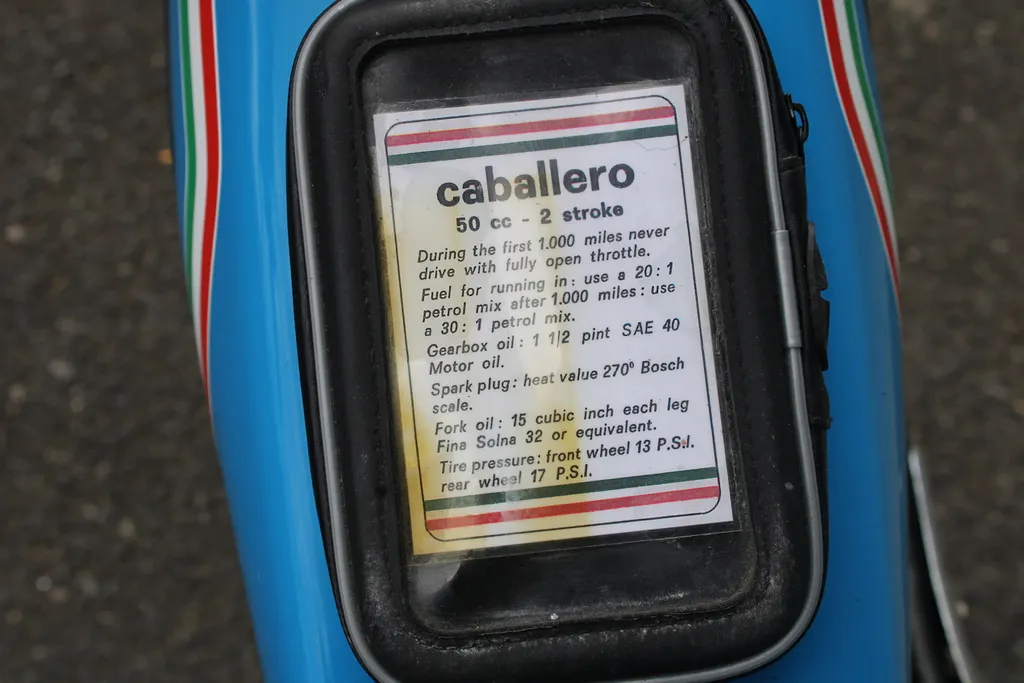 caballero
50 cc - 2 stroke
During the first 1.000 miles never
drive with fully open throttle.
Fuel for running in : use a 20 : 1
petrol mix after 1.000 miles : use
a 30 : 1 petrol mix.
Gearbox oil : 1 1/2 pint SAE 40
Motor oil.
Spark plug : heat value 270° Bosch
scale.
Fork oil : 15 cubic inch each leg
Fina Solna 32 or equivalent.
Tire pressure : front wheel 13 P.S.I.
rear wheel 17 P.S.I.